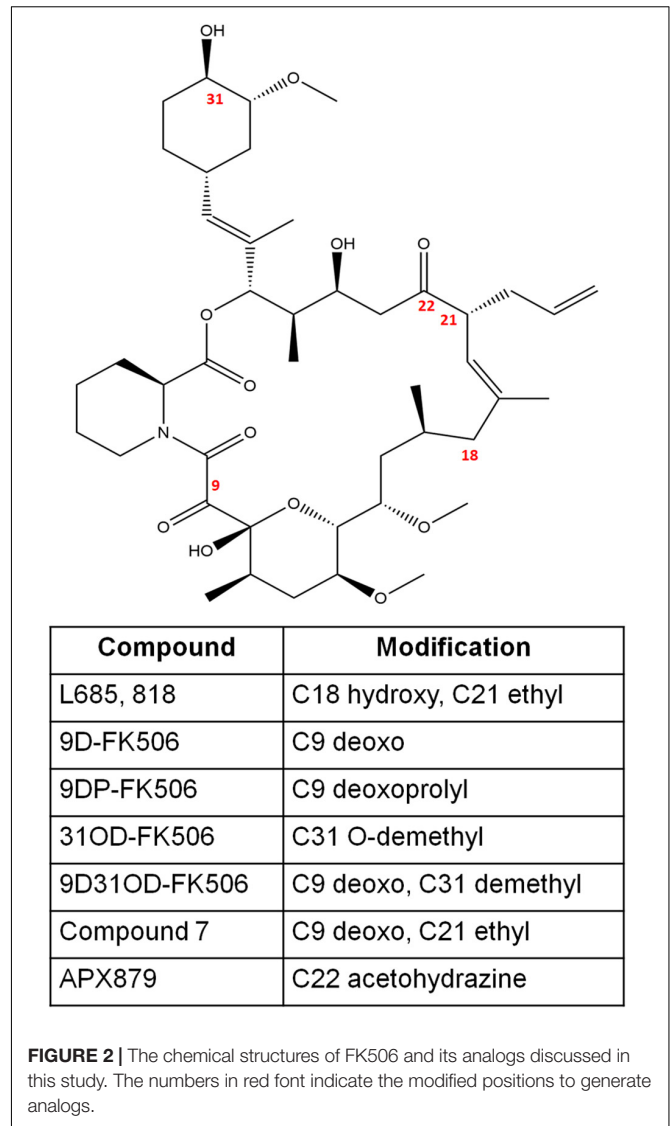 OH
31
O
OH
O
22
21
O
O
N
O
18
9
O
O
O
HO
O
Compound Modification
L685, 818 C18 hydroxy, C21 ethyl
9D-FK506 C9 deoxo
9DP-FK506 C9 deoxoprolyl
31OD-FK506 C31 O-demethyl
9D31OD-FK506 C9 deoxo, C31 demethyl
Compound 7 C9 deoxo, C21 ethyl
APX879 C22 acetohydrazine
FIGURE 2 | The chemical structures of FK506 and its analogs discussed in
this study. The numbers in red font indicate the modified positions to generate
analogs.